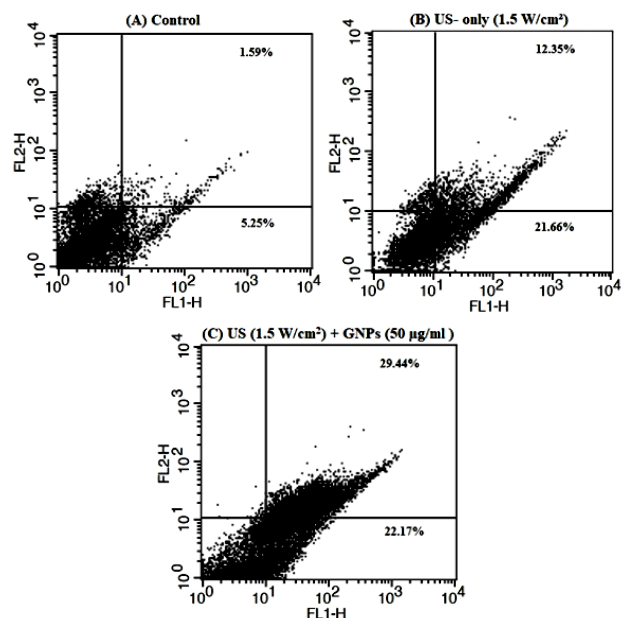 (A) Control
10⁴
10³
10²
10¹
10⁰
FL2-H
1.59%
5.25%
10⁰ 10¹ 10² 10³ 10⁴
FL1-H
(B) US- only (1.5 W/cm²)
10⁴
10³
10²
10¹
10⁰
FL2-H
12.35%
21.66%
10⁰ 10¹ 10² 10³ 10⁴
FL1-H
(C) US (1.5 W/cm²) + GNPs (50 µg/ml )
10⁴
10³
10²
10¹
10⁰
FL2-H
29.44%
22.17%
10⁰ 10¹ 10² 10³ 10⁴
FL1-H